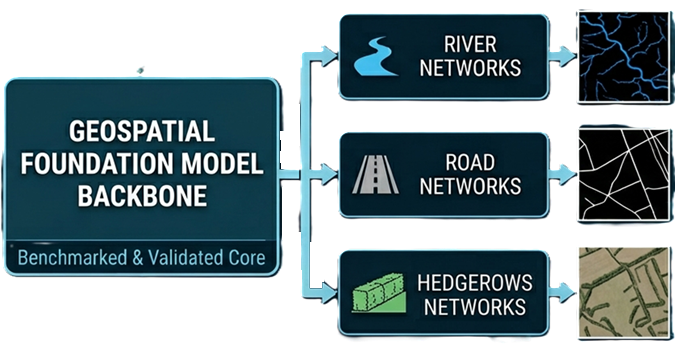 GEOSPATIAL
FOUNDATION MODEL
BACKBONE
Benchmarked & Validated Core
RIVER
NETWORKS
ROAD
NETWORKS
HEDGEROWS
NETWORKS